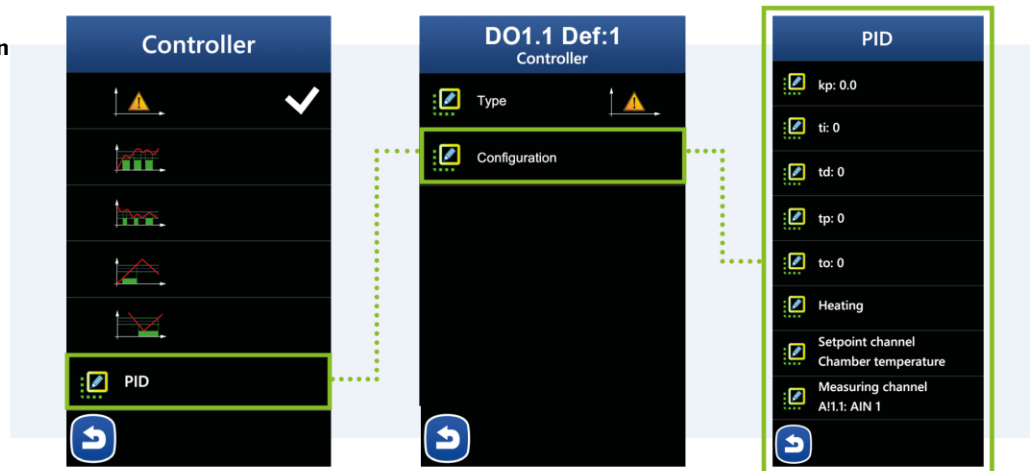 n
Controller
PID
DO1.1 Def:1
Controller
Type
Configuration
PID
kp: 0.0
ti: 0
td: 0
tp: 0
to: 0
Heating
Setpoint channel
Chamber temperature
Measuring channel
A!1.1: AIN 1